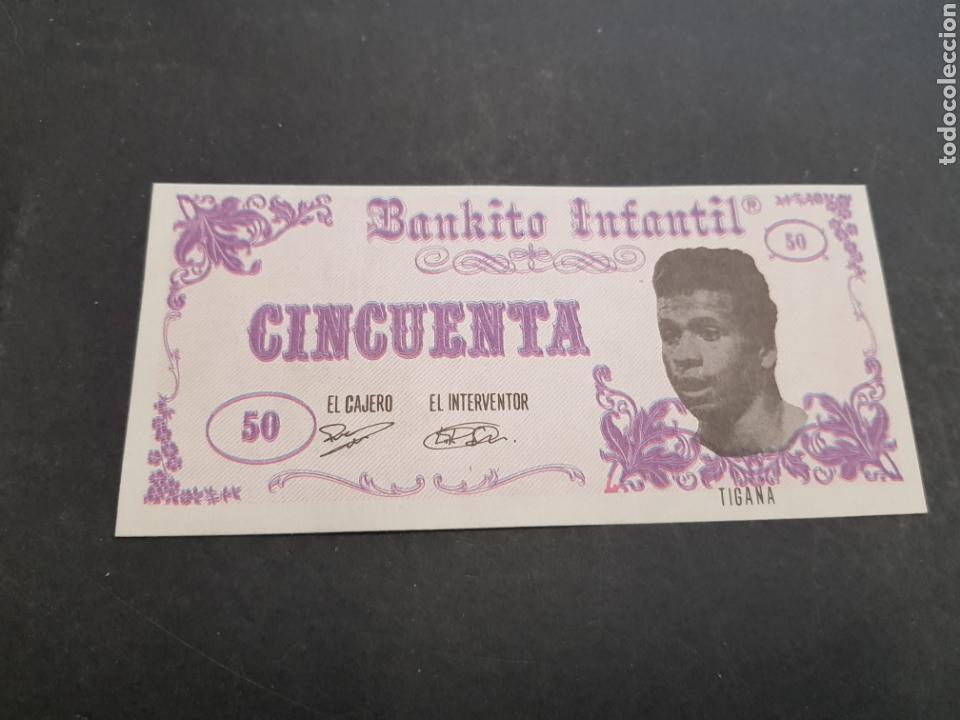 Bankito Infantil®
50
CINCUENTA
50
EL CAJERO EL INTERVENTOR
TIGANA
todocoleccion